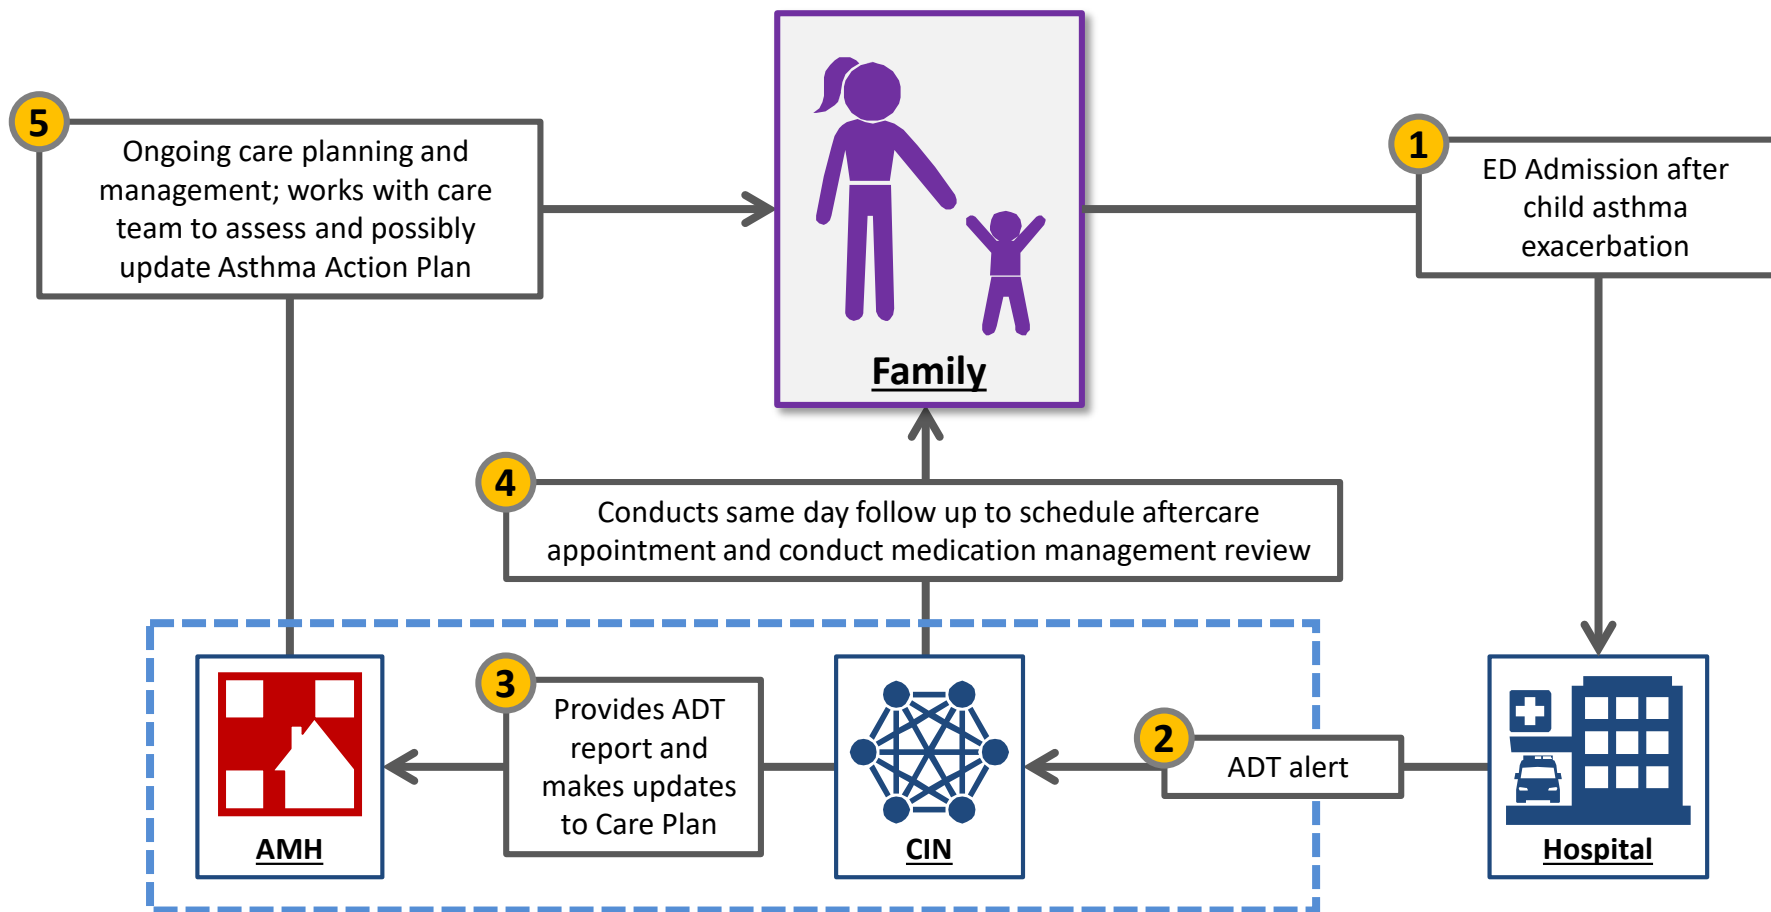 5
Ongoing care planning and
management; works with care
team to assess and possibly
update Asthma Action Plan
Family
1
ED Admission after
child asthma
exacerbation
4
Conducts same day follow up to schedule aftercare
appointment and conduct medication management review
AMH
3
Provides ADT
report and
makes updates
to Care Plan
CIN
2
ADT alert
Hospital